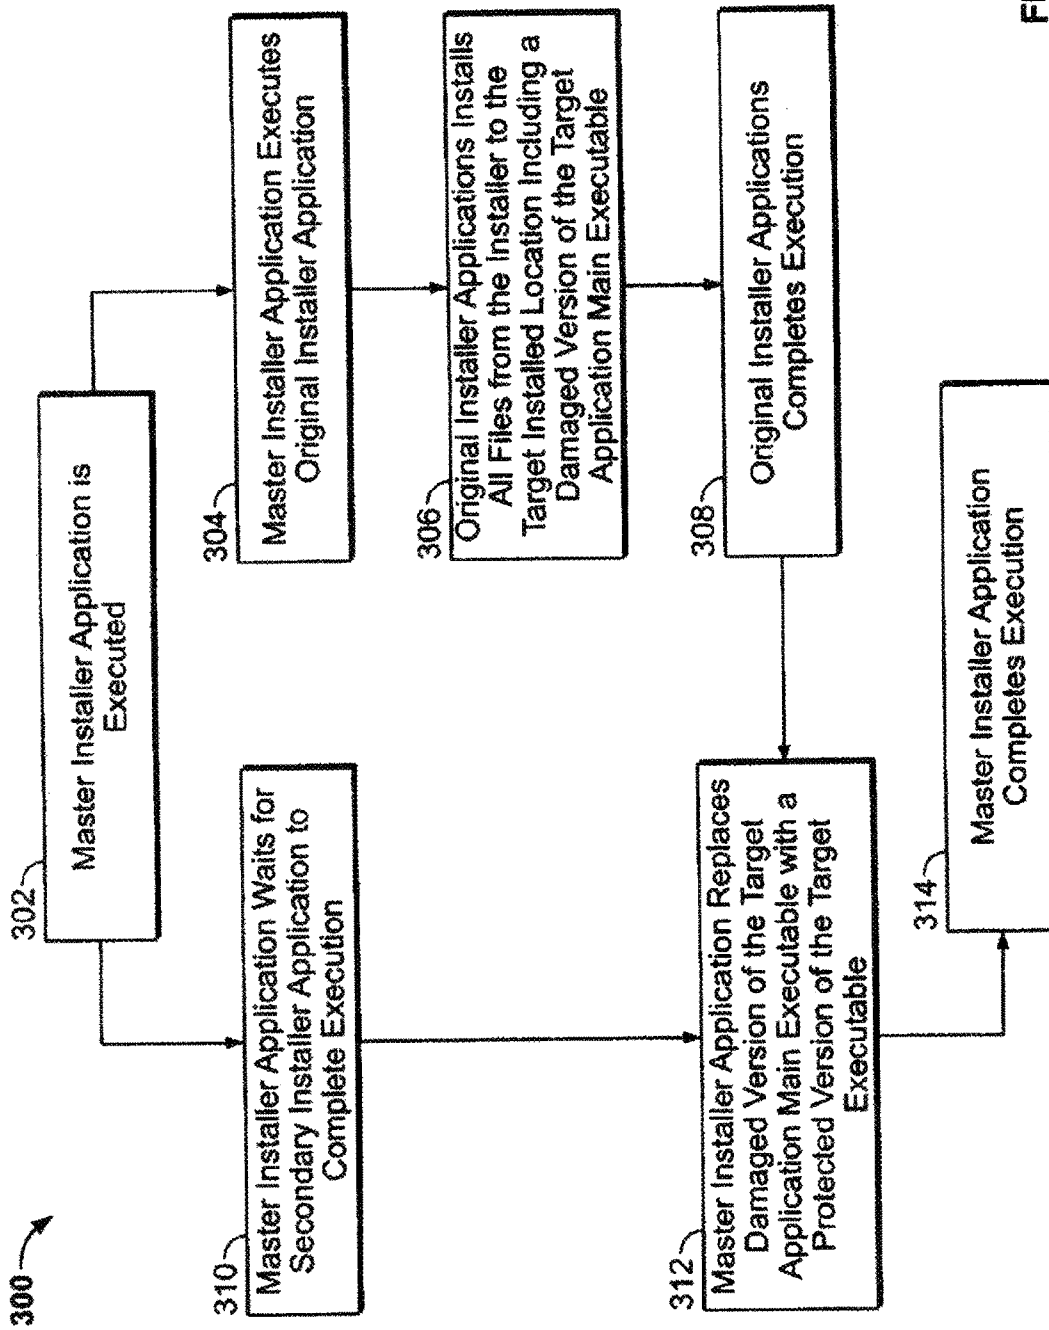 300
302
Master Installer Application is
Executed
304
Master Installer Application Executes
Original Installer Application
306
Original Installer Applications Installs
All Files from the Installer to the
Target Installed Location Including a
Damaged Version of the Target
Application Main Executable
308
Original Installer Applications
Completes Execution
310
Master Installer Application Waits for
Secondary Installer Application to
Complete Execution
312
Master Installer Application Replaces
Damaged Version of the Target
Application Main Executable with a
Protected Version of the Target
Executable
314
Master Installer Application
Completes Execution